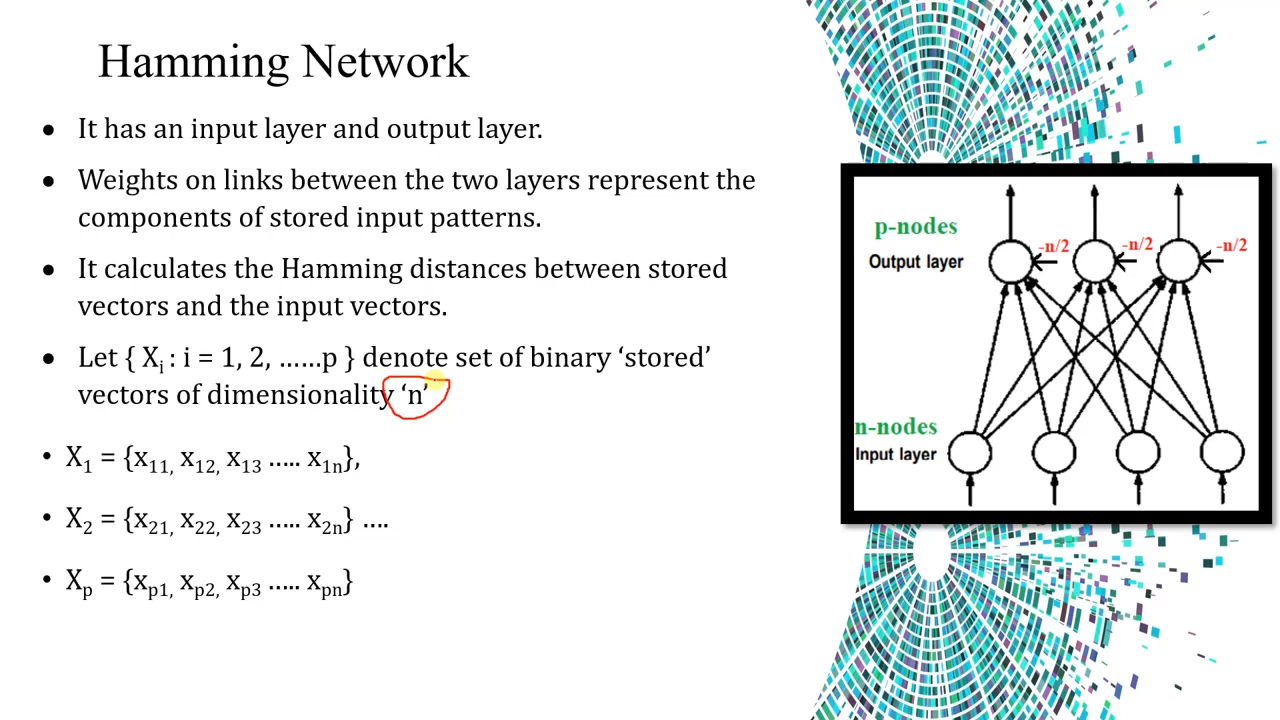 Hamming Network
• It has an input layer and output layer.
• Weights on links between the two layers represent the
components of stored input patterns.
• It calculates the Hamming distances between stored
vectors and the input vectors.
• Let { Xi : i = 1, 2, ……p } denote set of binary ‘stored’
vectors of dimensionality ‘n’
• X1 = {x11, x12, x13 ….. x1n},
• X2 = {x21, x22, x23 ….. x2n} ….
• Xp = {xp1, xp2, xp3 ….. xpn}
p-nodes
Output layer
-n/2 -n/2 -n/2
n-nodes
Input layer